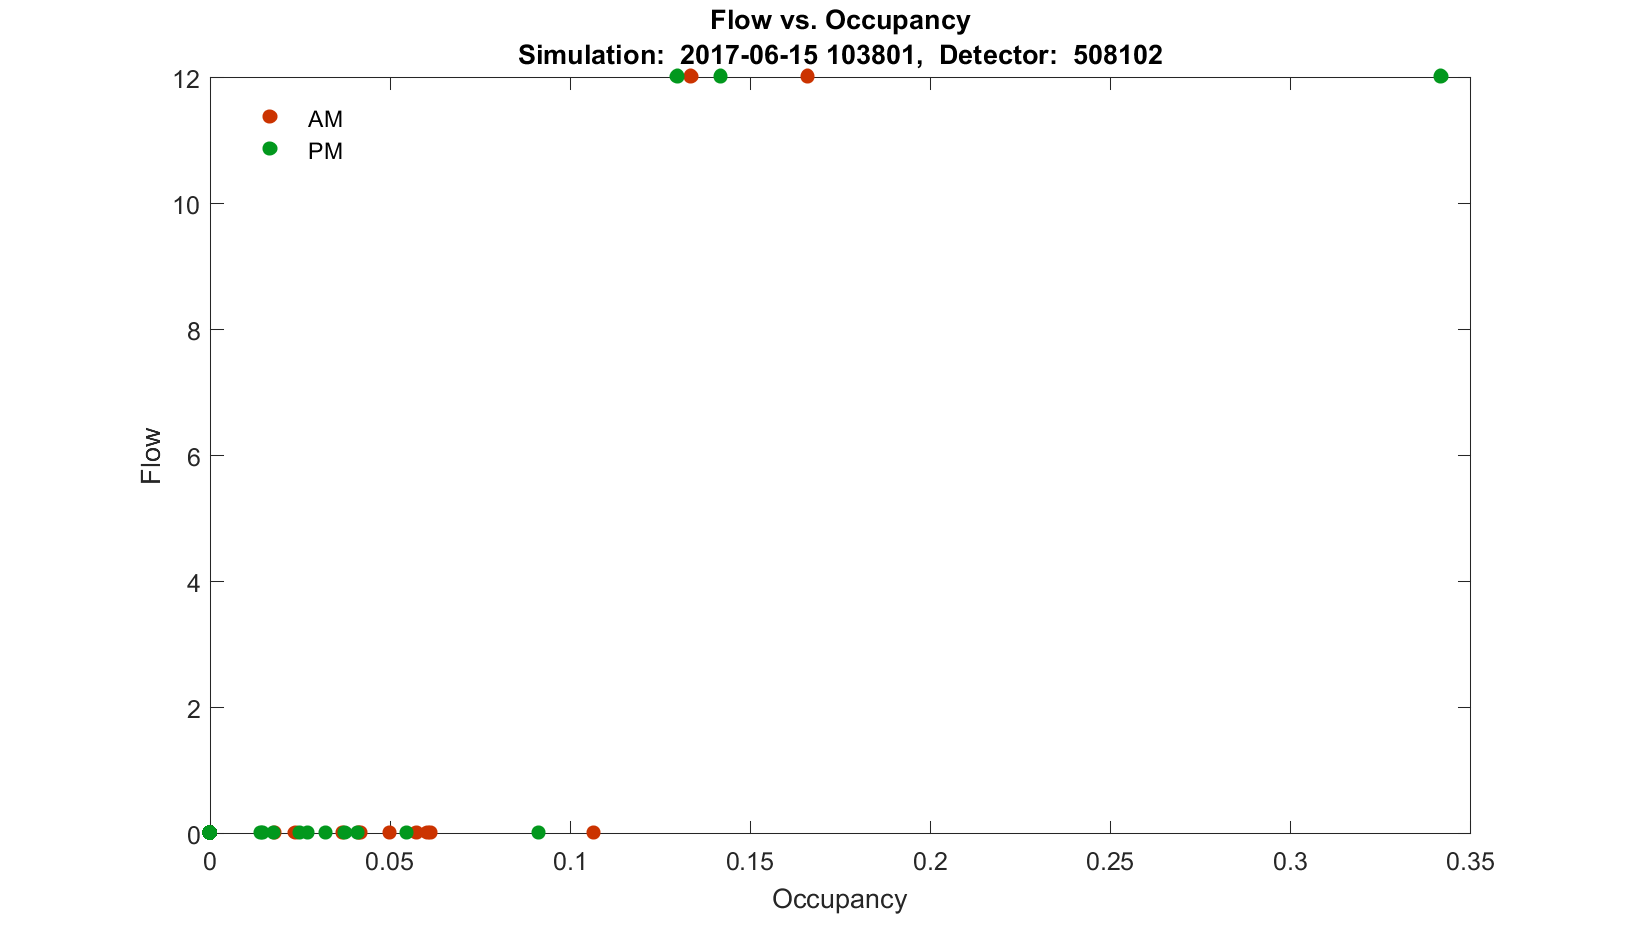 Flow vs. Occupancy
Simulation:  2017-06-15 103801,  Detector:  508102
12
AM
PM
10
8
Flow
6
4
2
0
0 0.05 0.1 0.15 0.2 0.25 0.3 0.35
Occupancy